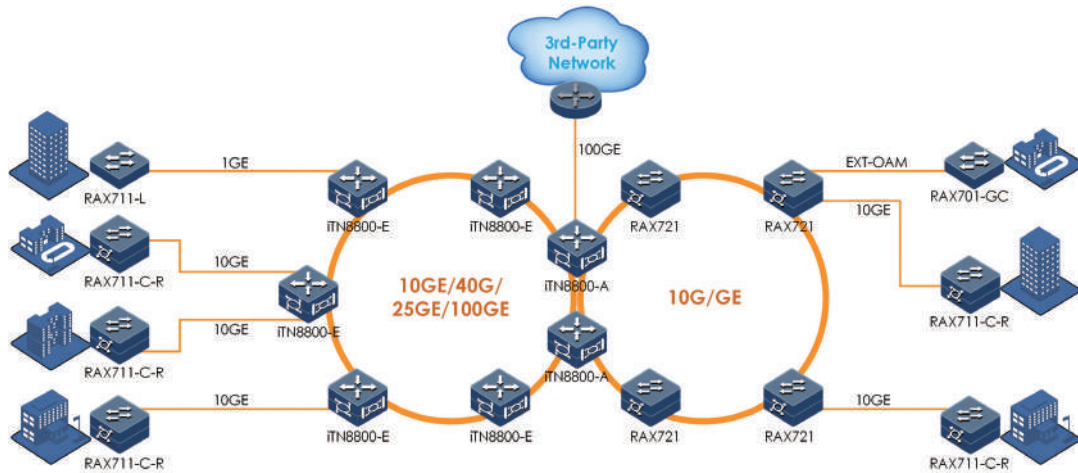 3rd-Party
Network
100GE
1GE
EXT-OAM
RAX711-L
iTN8800-E
iTN8800-E
RAX721
RAX721
RAX701-GC
10GE
10GE
RAX711-C-R
iTN8800-E
10GE/40G/
25GE/100GE
iTN8800-A
10G/GE
RAX711-C-R
10GE
RAX711-C-R
iTN8800-A
10GE
10GE
RAX711-C-R
iTN8800-E
iTN8800-E
RAX721
RAX721
RAX711-C-R